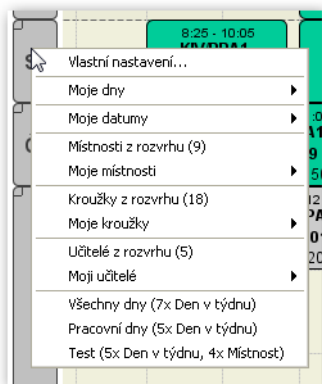 8:25 - 10:05
KIV/PPA1
Vlastní nastavení...
Moje dny
Moje datumy
Místnosti z rozvrhu (9)
Moje místnosti
Kroužky z rozvrhu (18)
Moje kroužky
Učitelé z rozvrhu (5)
Moji učitelé
Všechny dny (7x Den v týdnu)
Pracovní dny (5x Den v týdnu)
Test (5x Den v týdnu, 4x Místnost)